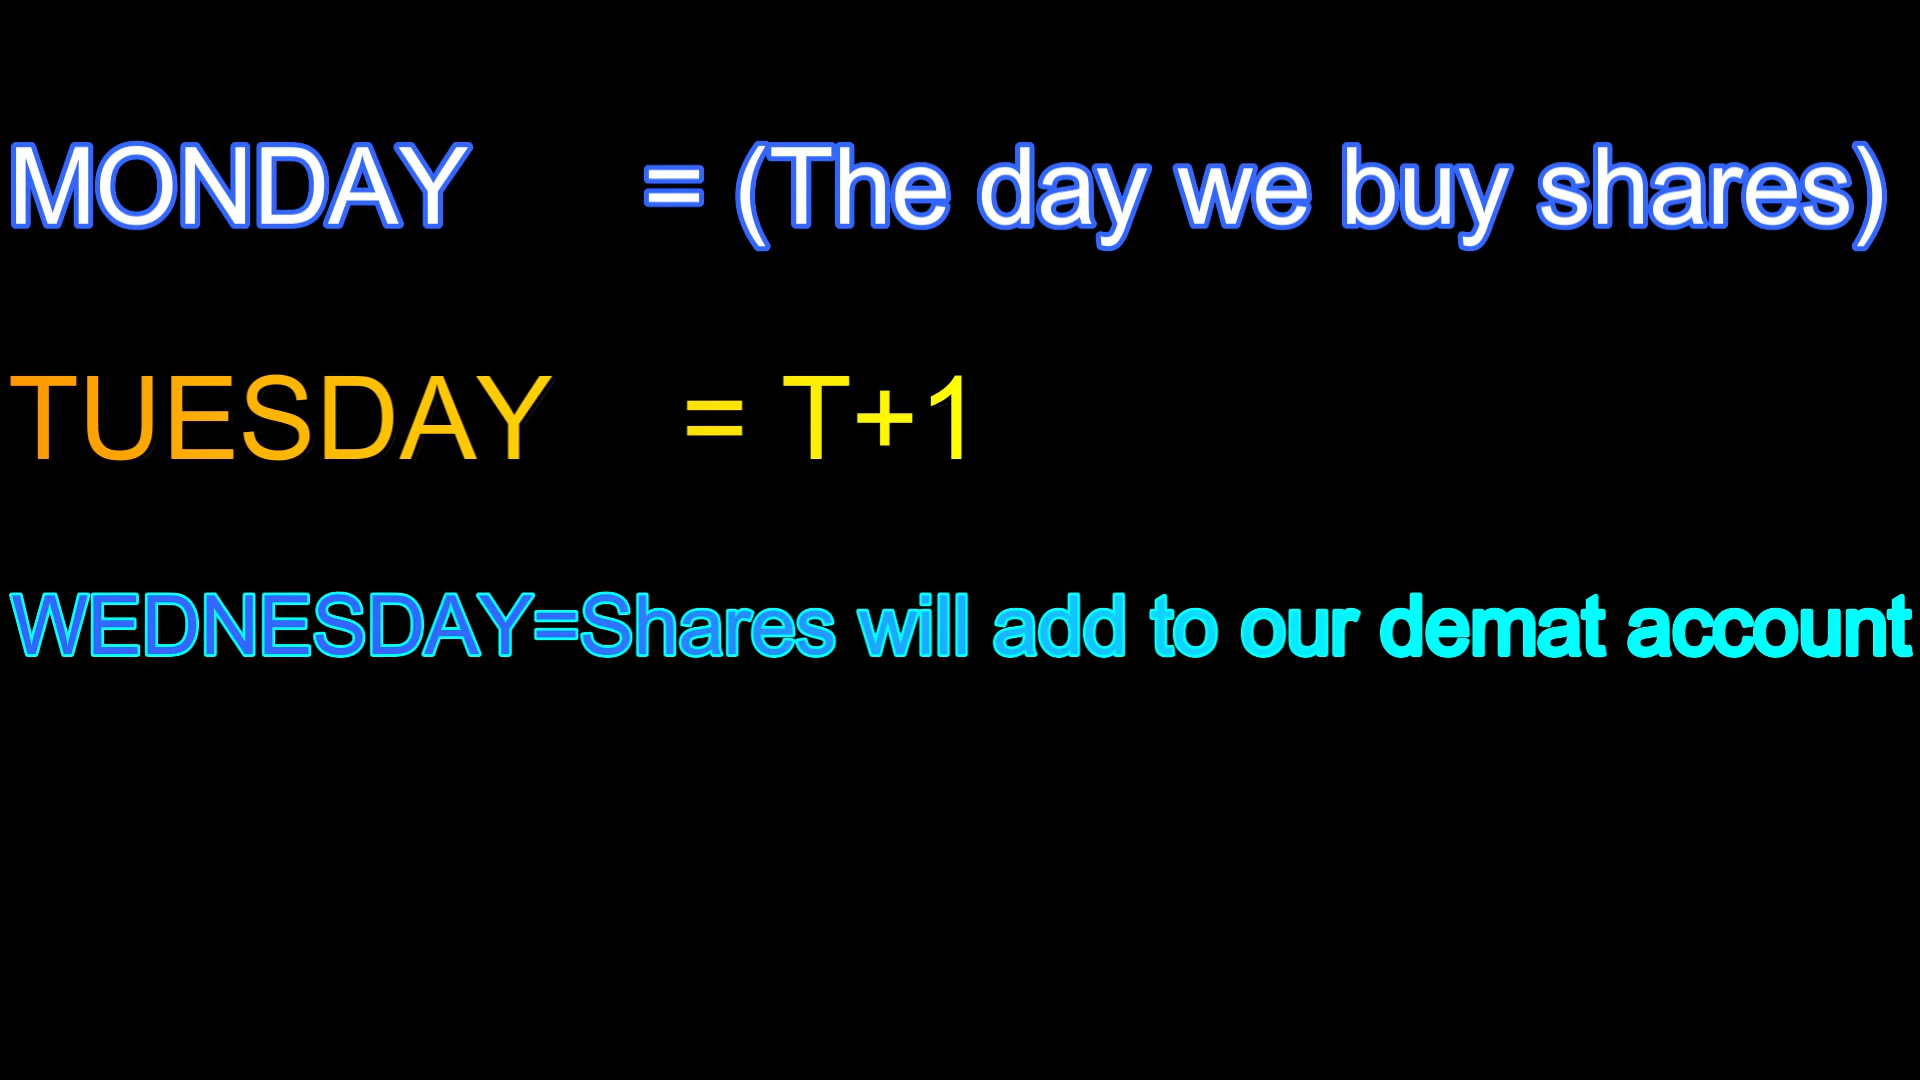 MONDAY = (The day we buy shares)
TUESDAY = T+1
WEDNESDAY=Shares will add to our demat account